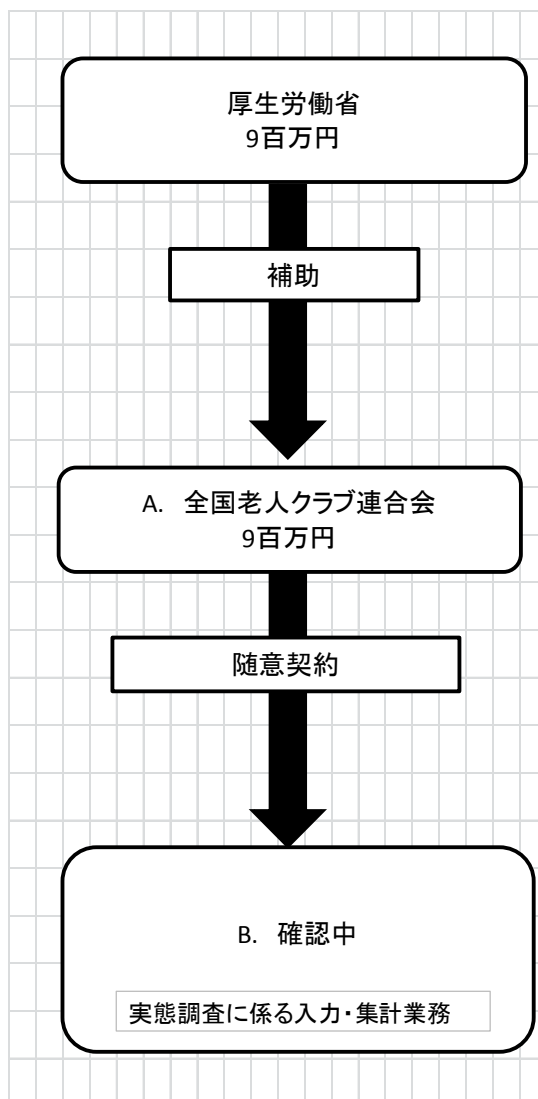 厚生労働省
9百万円
補助
A. 全国老人クラブ連合会
9百万円
随意契約
B. 確認中
実態調査に係る入力・集計業務